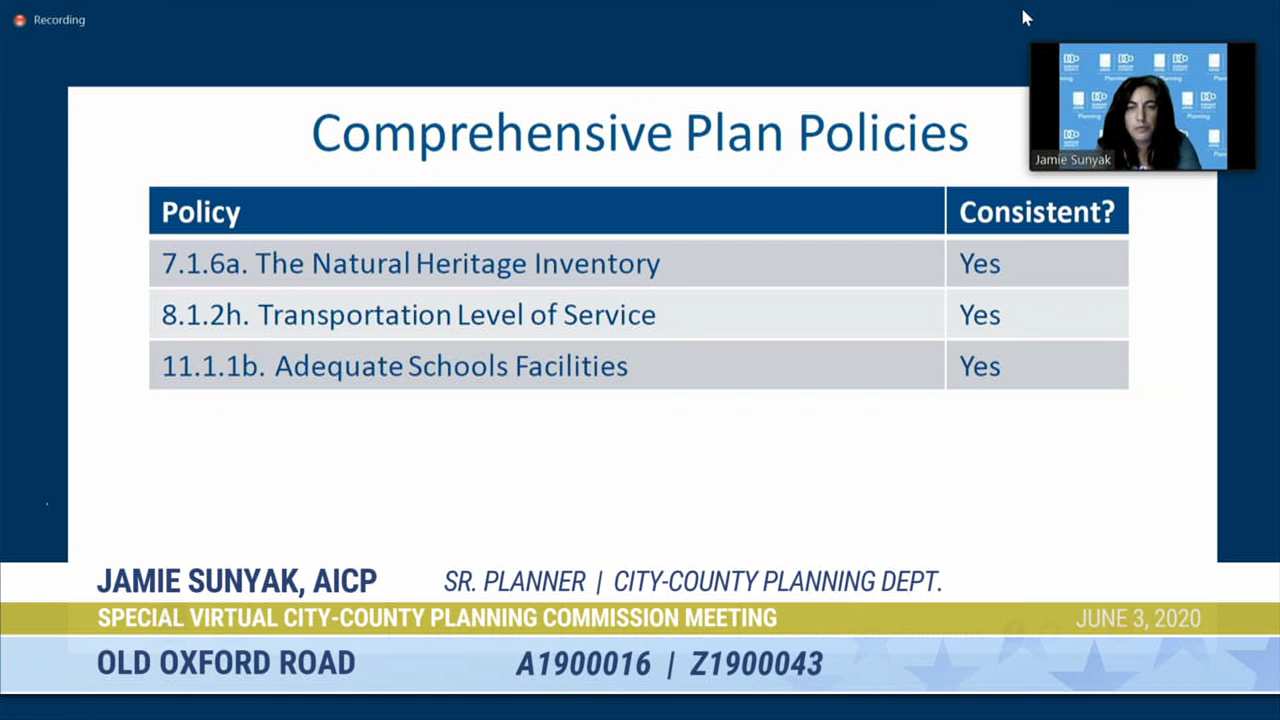 Recording
Comprehensive Plan Policies
Jamie Sunyak
Policy Consistent?
7.1.6a. The Natural Heritage Inventory Yes
8.1.2h. Transportation Level of Service Yes
11.1.1b. Adequate Schools Facilities Yes
JAMIE SUNYAK, AICP SR. PLANNER | CITY-COUNTY PLANNING DEPT.
SPECIAL VIRTUAL CITY-COUNTY PLANNING COMMISSION MEETING JUNE 3, 2020
OLD OXFORD ROAD A1900016 | Z1900043